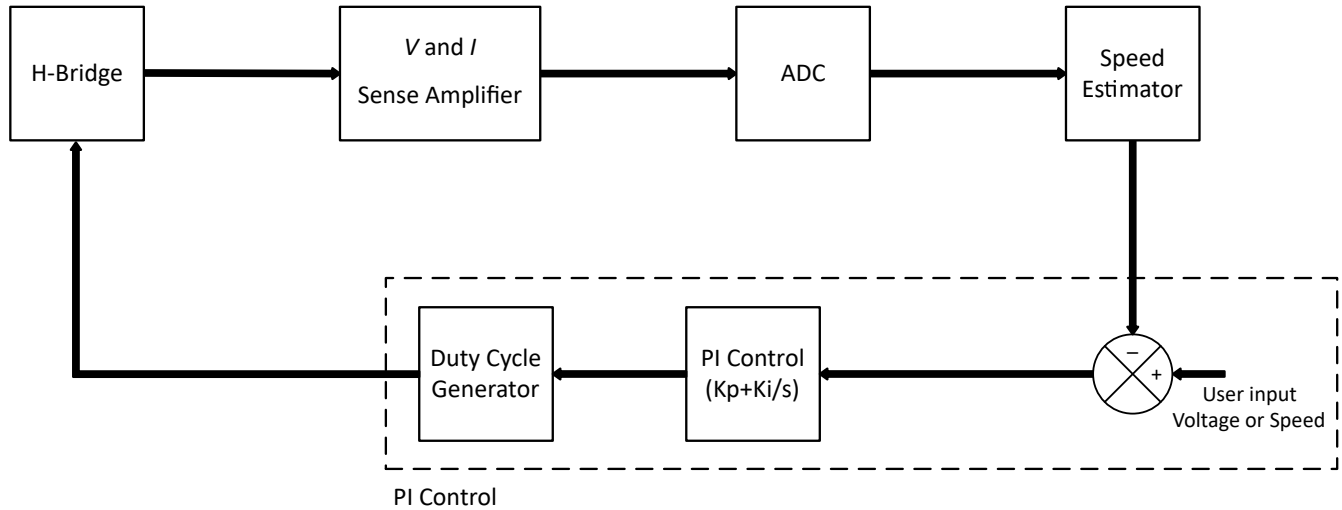 H-Bridge
V and I
Sense Amplifier
ADC
Speed
Estimator
Duty Cycle
Generator
PI Control
(Kp+Ki/s)
−
+
User input
Voltage or Speed
PI Control